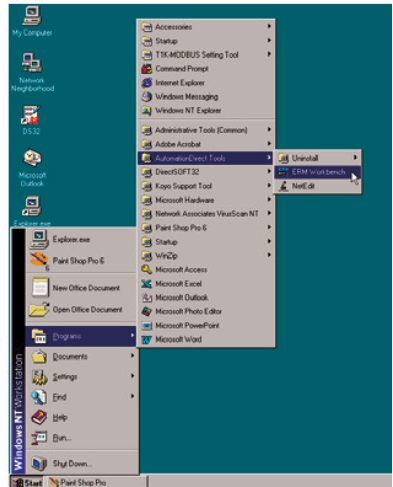 My Computer
Network
Neighborhood
DS32
Microsoft
Outlook
Explorer.exe
Accessories
Startup
T1K-MODBUS Setting Tool
Command Prompt
Internet Explorer
Windows Messaging
Windows NT Explorer
Administrative Tools (Common)
Adobe Acrobat
AutomationDirect Tools
DirectSOFT32
Koyo Support Tool
Microsoft Hardware
Network Associates VirusScan NT
Paint Shop Pro 6
Startup
WinZip
Microsoft Access
Microsoft Excel
Microsoft Outlook
Microsoft Photo Editor
Microsoft PowerPoint
Microsoft Word
Uninstall
ERM Workbench
NetEdit
Explorer.exe
Paint Shop Pro 6
New Office Document
Open Office Document
Programs
Documents
Settings
Find
Help
Run...
Shut Down...
Windows NT Workstation
Start
Paint Shop Pro